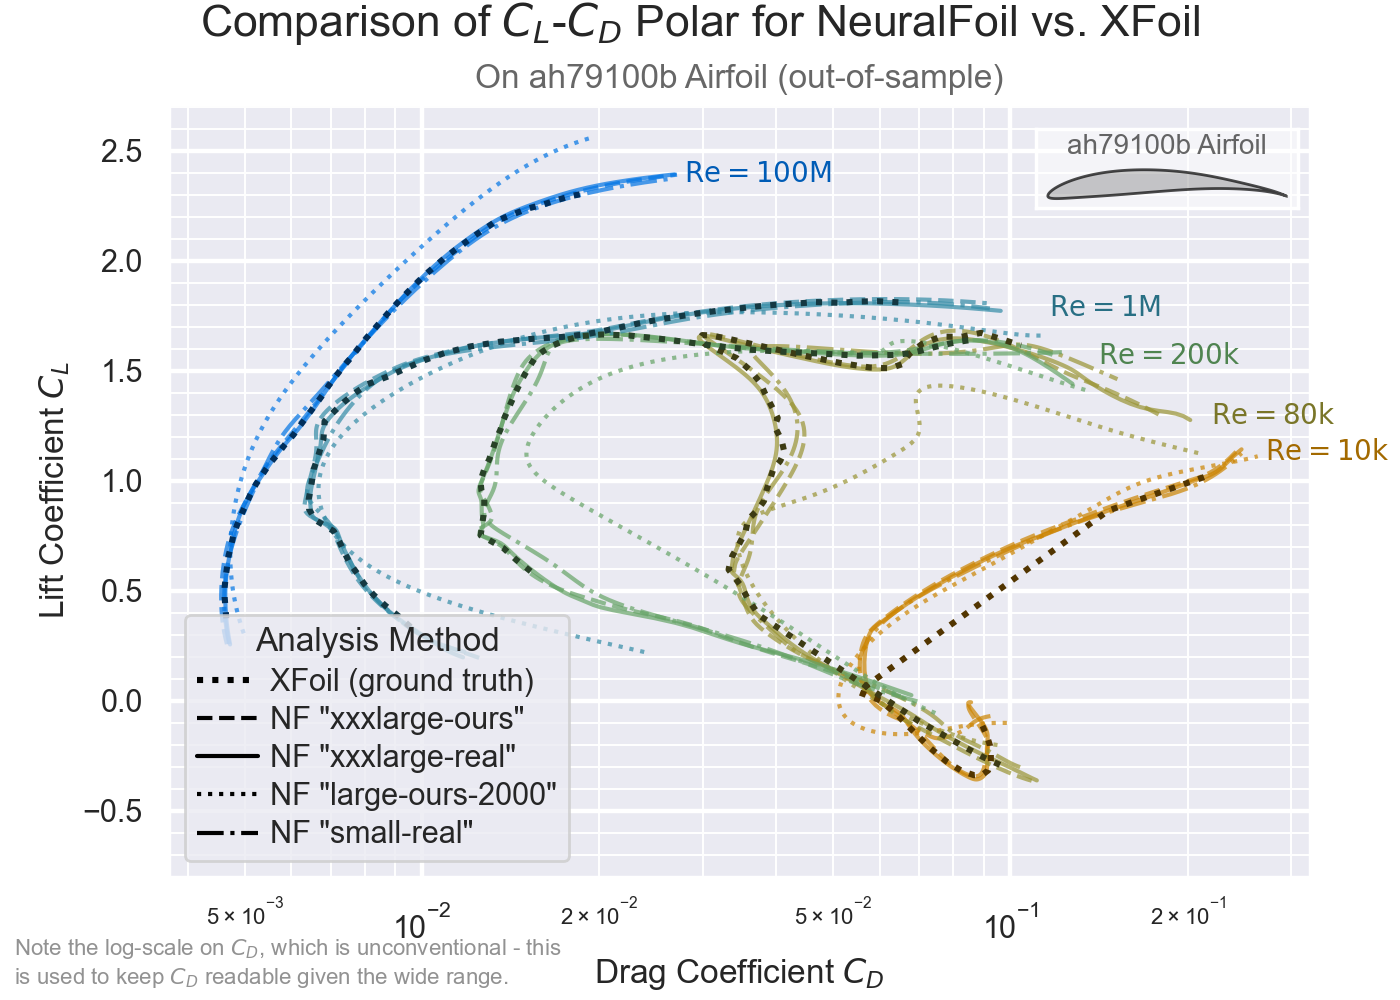 Comparison of C_L-C_D Polar for NeuralFoil vs. XFoil
On ah79100b Airfoil (out-of-sample)
ah79100b Airfoil
Re = 100M
Re = 1M
Re = 200k
Re = 80k
Re = 10k
Lift Coefficient C_L
2.5
2.0
1.5
1.0
0.5
0.0
−0.5
Analysis Method
XFoil (ground truth)
NF "xxxlarge-ours"
NF "xxxlarge-real"
NF "large-ours-2000"
NF "small-real"
5 × 10⁻³
10⁻²
2 × 10⁻²
5 × 10⁻²
10⁻¹
2 × 10⁻¹
Drag Coefficient C_D
Note the log-scale on C_D, which is unconventional - this
is used to keep C_D readable given the wide range.